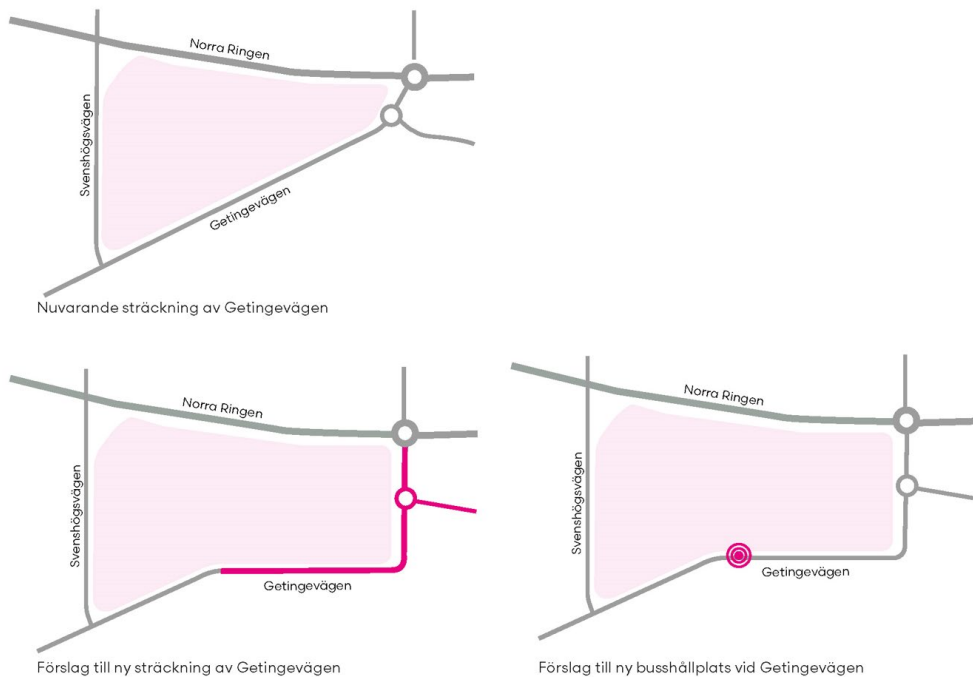 Norra Ringen
Svenshögsvägen
Getingevägen
Nuvarande sträckning av Getingevägen
Norra Ringen
Svenshögsvägen
Getingevägen
Förslag till ny sträckning av Getingevägen
Norra Ringen
Svenshögsvägen
Getingevägen
Förslag till ny busshållplats vid Getingevägen